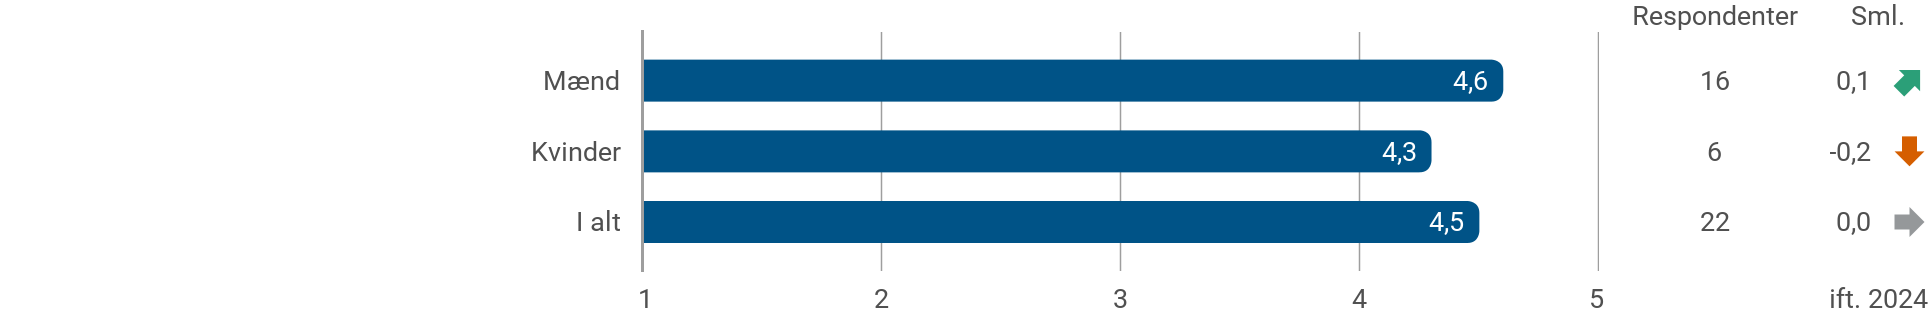 Respondenter Sml.
Mænd 4,6 16 0,1
Kvinder 4,3 6 -0,2
I alt 4,5 22 0,0
1 2 3 4 5 ift. 2024